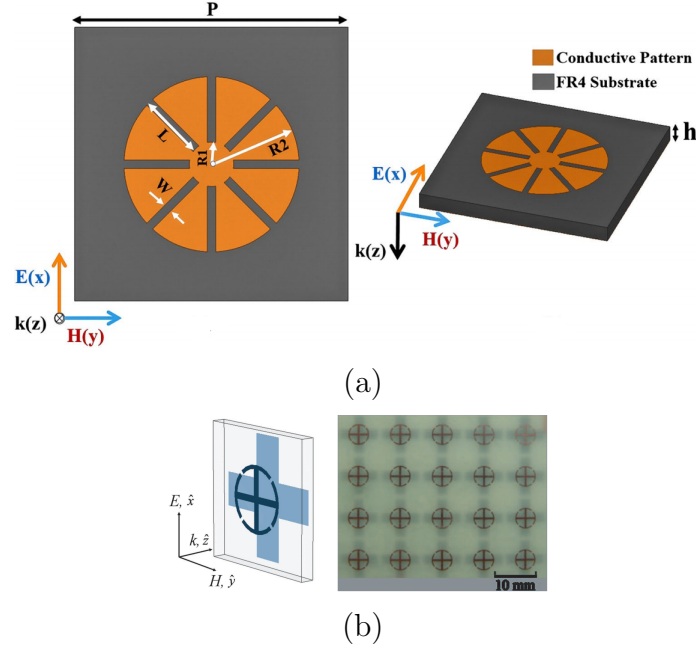 P
L
R1
R2
W
E(x)
k(z)
H(y)
Conductive Pattern
FR4 Substrate
h
E(x)
H(y)
k(z)
(a)
E, x̂
k, ẑ
H, ŷ
10 mm
(b)